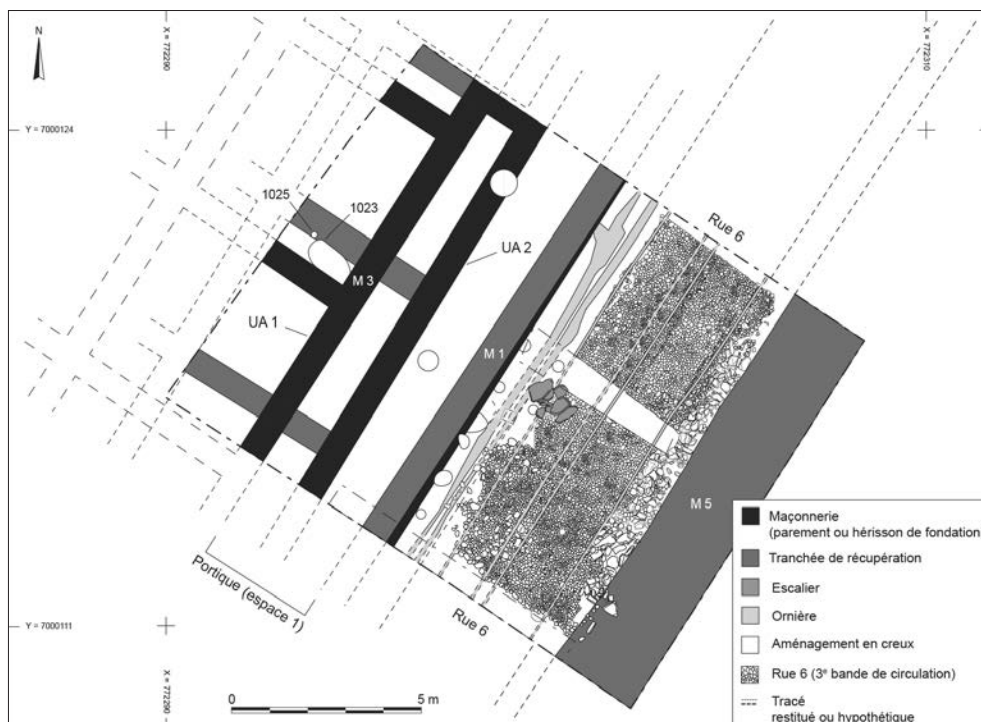 N
X = 772290
X = 772310
Y = 7000124
1025
1023
Rue 6
UA 2
M 3
UA 1
M 1
M 5
Portique (espace 1)
Rue 6
Y = 7000111
X = 772290
0
5 m
Maçonnerie
(parement ou hérisson de fondation
Tranchée de récupération
Escalier
Ornière
Aménagement en creux
Rue 6 (3e bande de circulation)
Tracé
restitué ou hypothétique